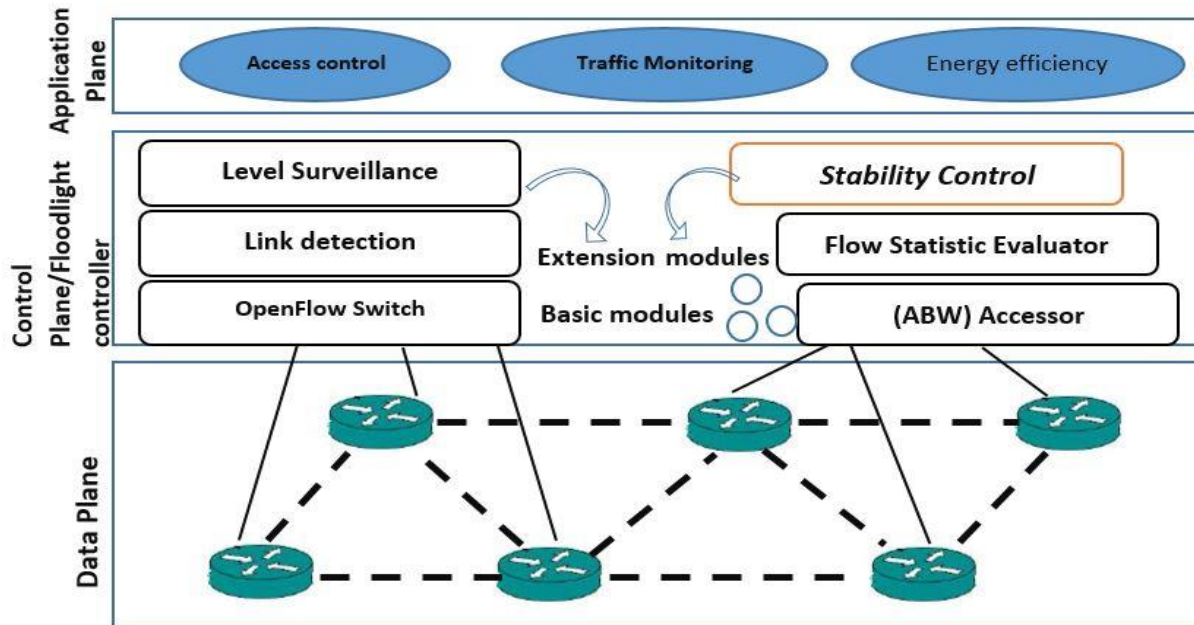 Application
Plane
Access control
Traffic Monitoring
Energy efficiency
Control
Plane/Floodlight
controller
Level Surveillance
Stability Control
Link detection
Extension modules
Flow Statistic Evaluator
OpenFlow Switch
Basic modules
(ABW) Accessor
Data Plane